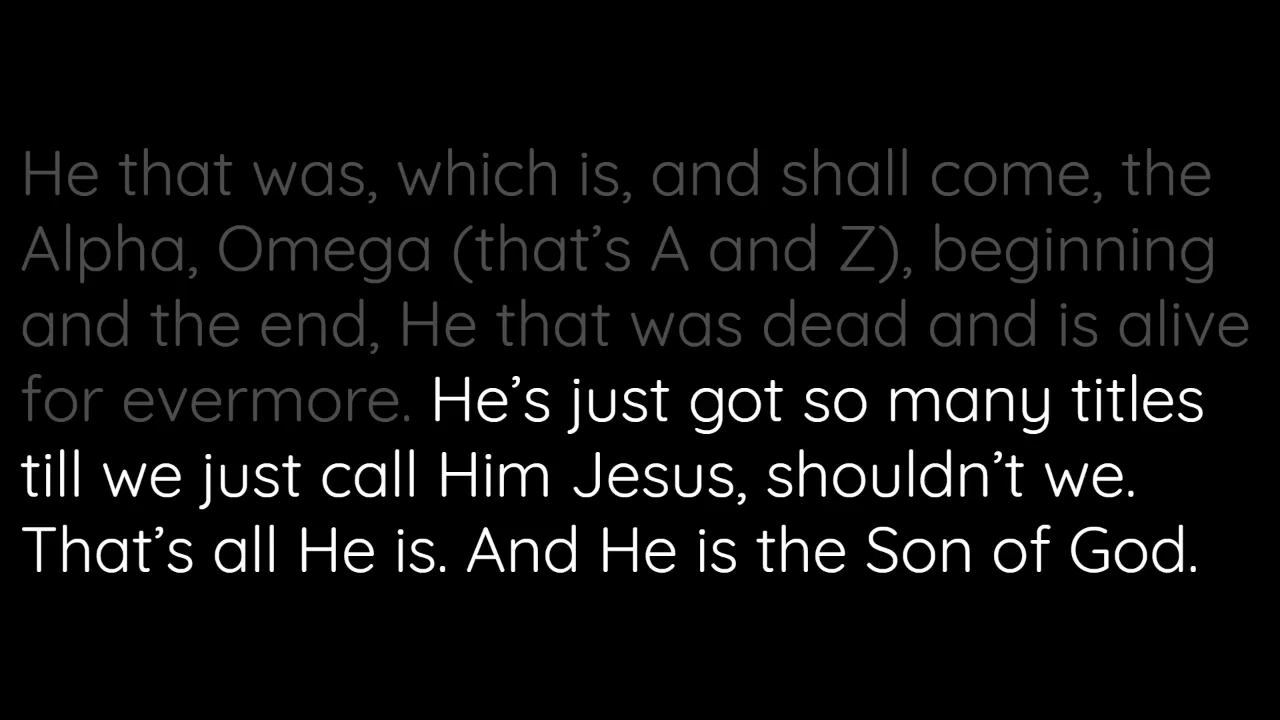 He that was, which is, and shall come, the
Alpha, Omega (that’s A and Z), beginning
and the end, He that was dead and is alive
for evermore. He’s just got so many titles
till we just call Him Jesus, shouldn’t we.
That’s all He is. And He is the Son of God.